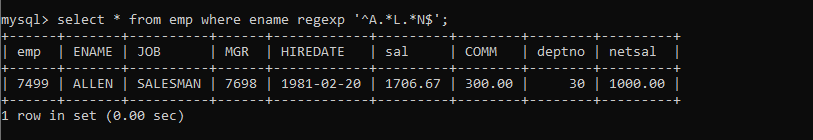 mysql> select * from emp where ename regexp '^A.*L.*N$';
+------+-------+----------+------+------------+---------+--------+--------+---------+
| emp  | ENAME | JOB      | MGR  | HIREDATE   | sal     | COMM   | deptno | netsal  |
+------+-------+----------+------+------------+---------+--------+--------+---------+
| 7499 | ALLEN | SALESMAN | 7698 | 1981-02-20 | 1706.67 | 300.00 |     30 | 1000.00 |
+------+-------+----------+------+------------+---------+--------+--------+---------+
1 row in set (0.00 sec)